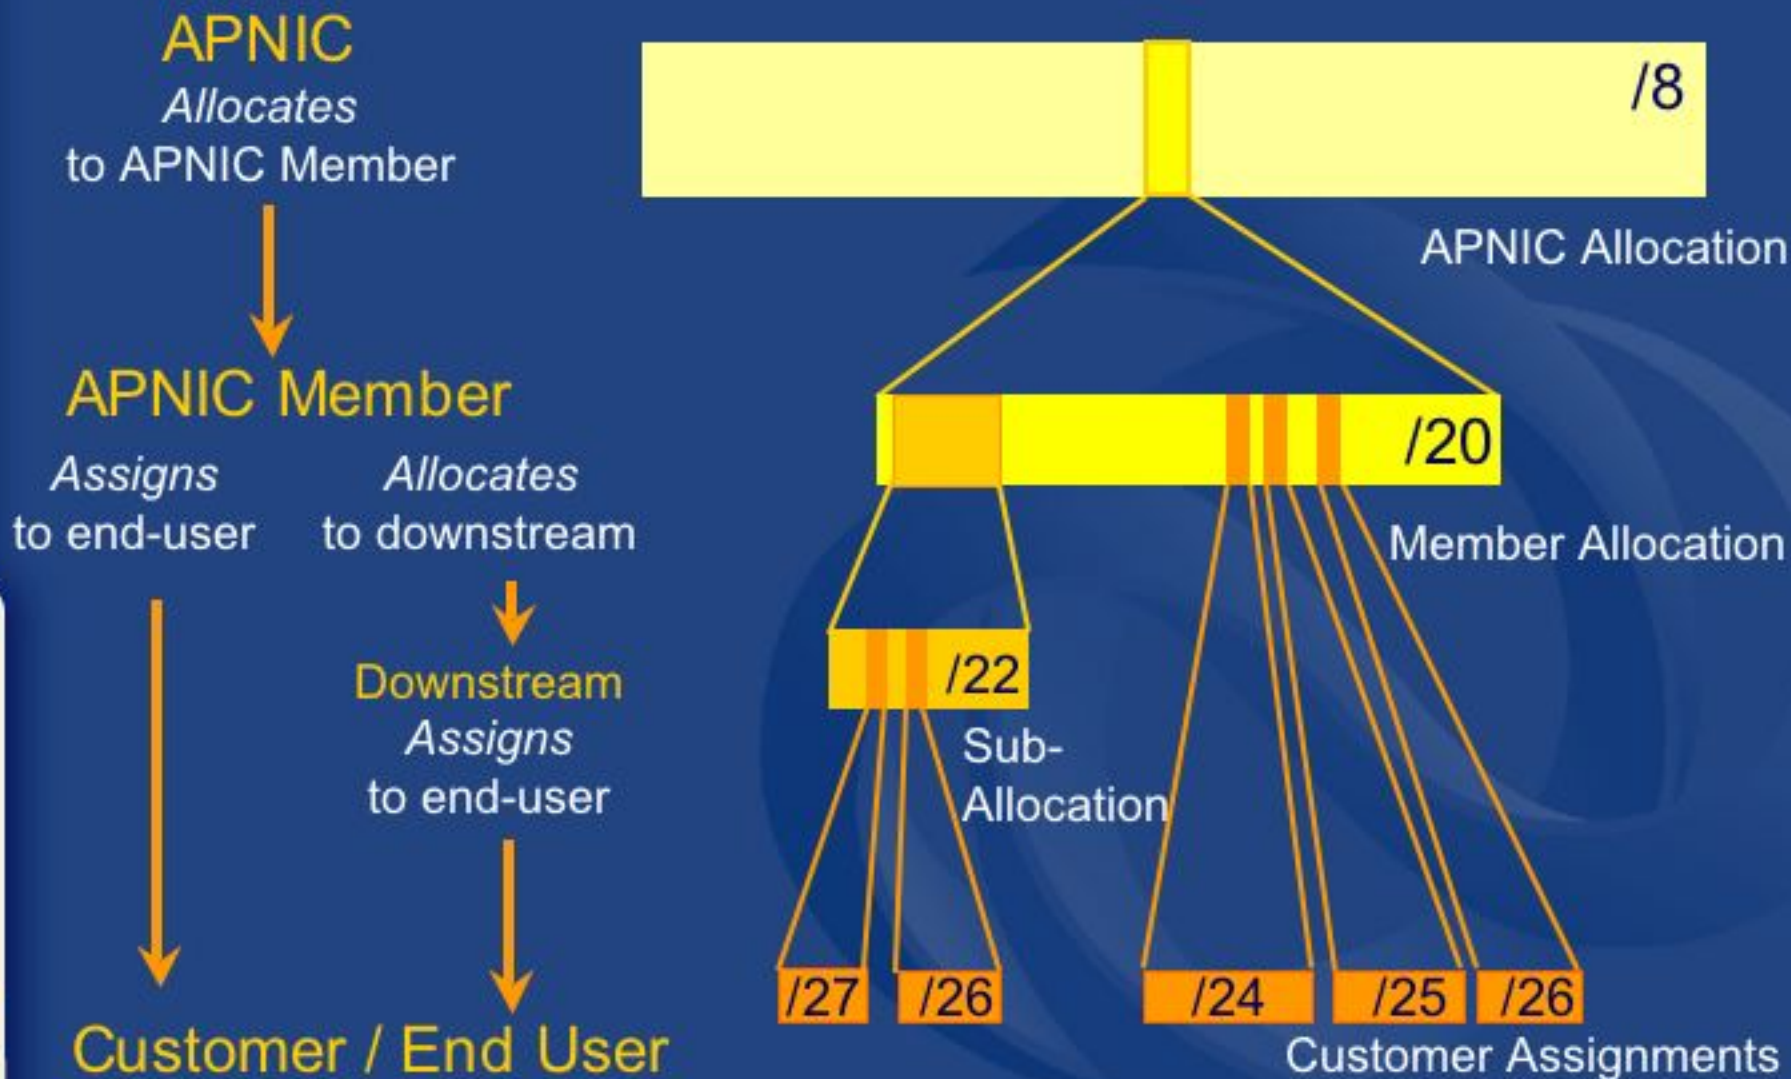 APNIC
Allocates
to APNIC Member
/8
APNIC Allocation
APNIC Member
Assigns
to end-user
Allocates
to downstream
/20
Member Allocation
Downstream
Assigns
to end-user
/22
Sub-
Allocation
/27
/26
/24
/25
/26
Customer / End User
Customer Assignments